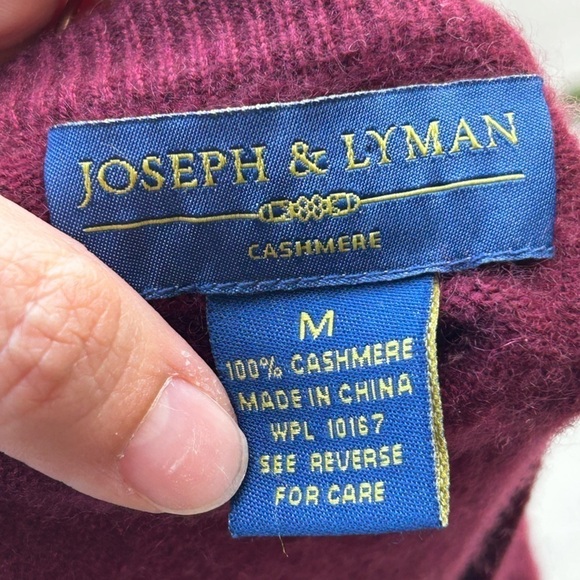 JOSEPH & LYMAN
CASHMERE
M
100% CASHMERE
MADE IN CHINA
WPL 10167
SEE REVERSE
FOR CARE